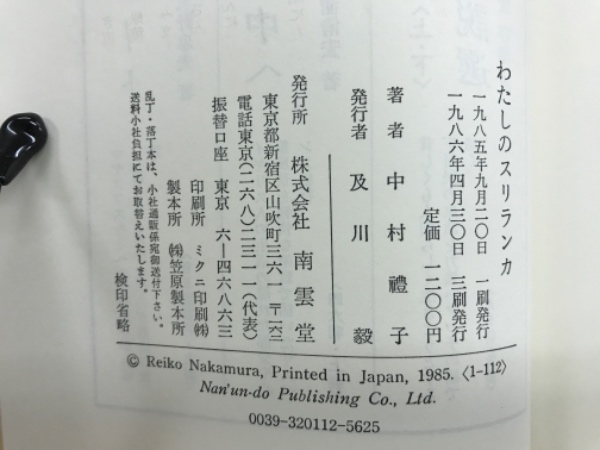 わたしのスリランカ
一九八五年九月二〇日　一刷発行
一九八六年四月三〇日　三刷発行
定価　一二〇〇円
著者　中村禮子
発行者　及川毅
発行所　株式会社　南雲堂
東京都新宿区山吹町三六一　〒一六二
電話東京(二六八)二三一一(代表)
振替口座　東京　六―四六八六三
印刷所　ミクニ印刷㈱
製本所　㈱笠原製本所
乱丁・落丁本は、小社通販係宛御送付下さい。
送料小社負担にてお取替えいたします。
検印省略
© Reiko Nakamura, Printed in Japan, 1985. 〈1-112〉
Nan'un-do Publishing Co., Ltd.
0039-320112-5625